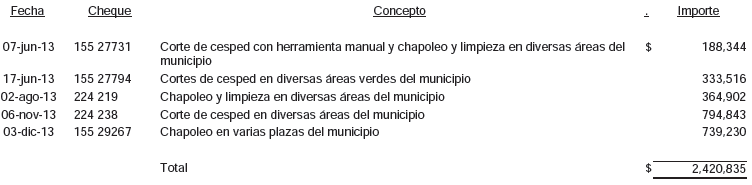 Fecha Cheque Concepto . Importe
07-jun-13 155 27731 Corte de cesped con herramienta manual y chapoleo y limpieza en diversas áreas del $ 188,344
municipio
17-jun-13 155 27794 Cortes de cesped en diversas áreas verdes del municipio 333,516
02-ago-13 224 219 Chapoleo y limpieza en diversas áreas del municipio 364,902
06-nov-13 224 238 Corte de cesped en diversas áreas del municipio 794,843
03-dic-13 155 29267 Chapoleo en varias plazas del municipio 739,230
Total $ 2,420,835